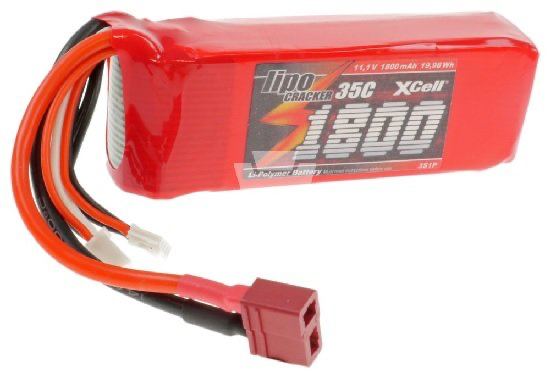 11,1V 1800mAh 19,98Wh
lipo
CRACKER
35C
XCell
1800
3S1P
Li-Polymer Battery